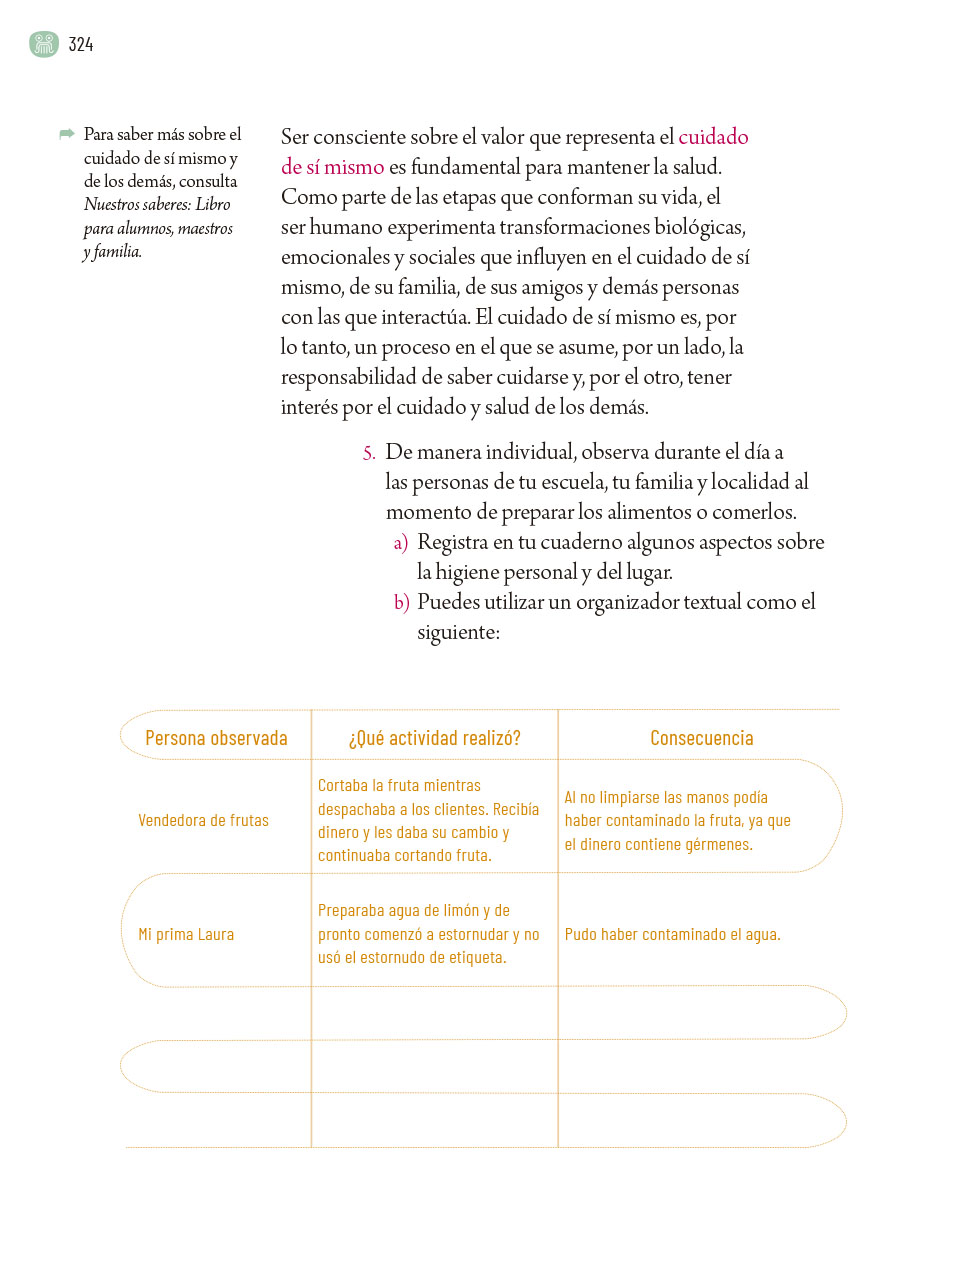 324
Para saber más sobre el
cuidado de sí mismo y
de los demás, consulta
Nuestros saberes: Libro
para alumnos, maestros
y familia.
Ser consciente sobre el valor que representa el cuidado
de sí mismo es fundamental para mantener la salud.
Como parte de las etapas que conforman su vida, el
ser humano experimenta transformaciones biológicas,
emocionales y sociales que influyen en el cuidado de sí
mismo, de su familia, de sus amigos y demás personas
con las que interactúa. El cuidado de sí mismo es, por
lo tanto, un proceso en el que se asume, por un lado, la
responsabilidad de saber cuidarse y, por el otro, tener
interés por el cuidado y salud de los demás.
5. De manera individual, observa durante el día a
las personas de tu escuela, tu familia y localidad al
momento de preparar los alimentos o comerlos.
a) Registra en tu cuaderno algunos aspectos sobre
la higiene personal y del lugar.
b) Puedes utilizar un organizador textual como el
siguiente:
Persona observada
¿Qué actividad realizó?
Consecuencia
Vendedora de frutas
Cortaba la fruta mientras
despachaba a los clientes. Recibía
dinero y les daba su cambio y
continuaba cortando fruta.
Al no limpiarse las manos podía
haber contaminado la fruta, ya que
el dinero contiene gérmenes.
Mi prima Laura
Preparaba agua de limón y de
pronto comenzó a estornudar y no
usó el estornudo de etiqueta.
Pudo haber contaminado el agua.